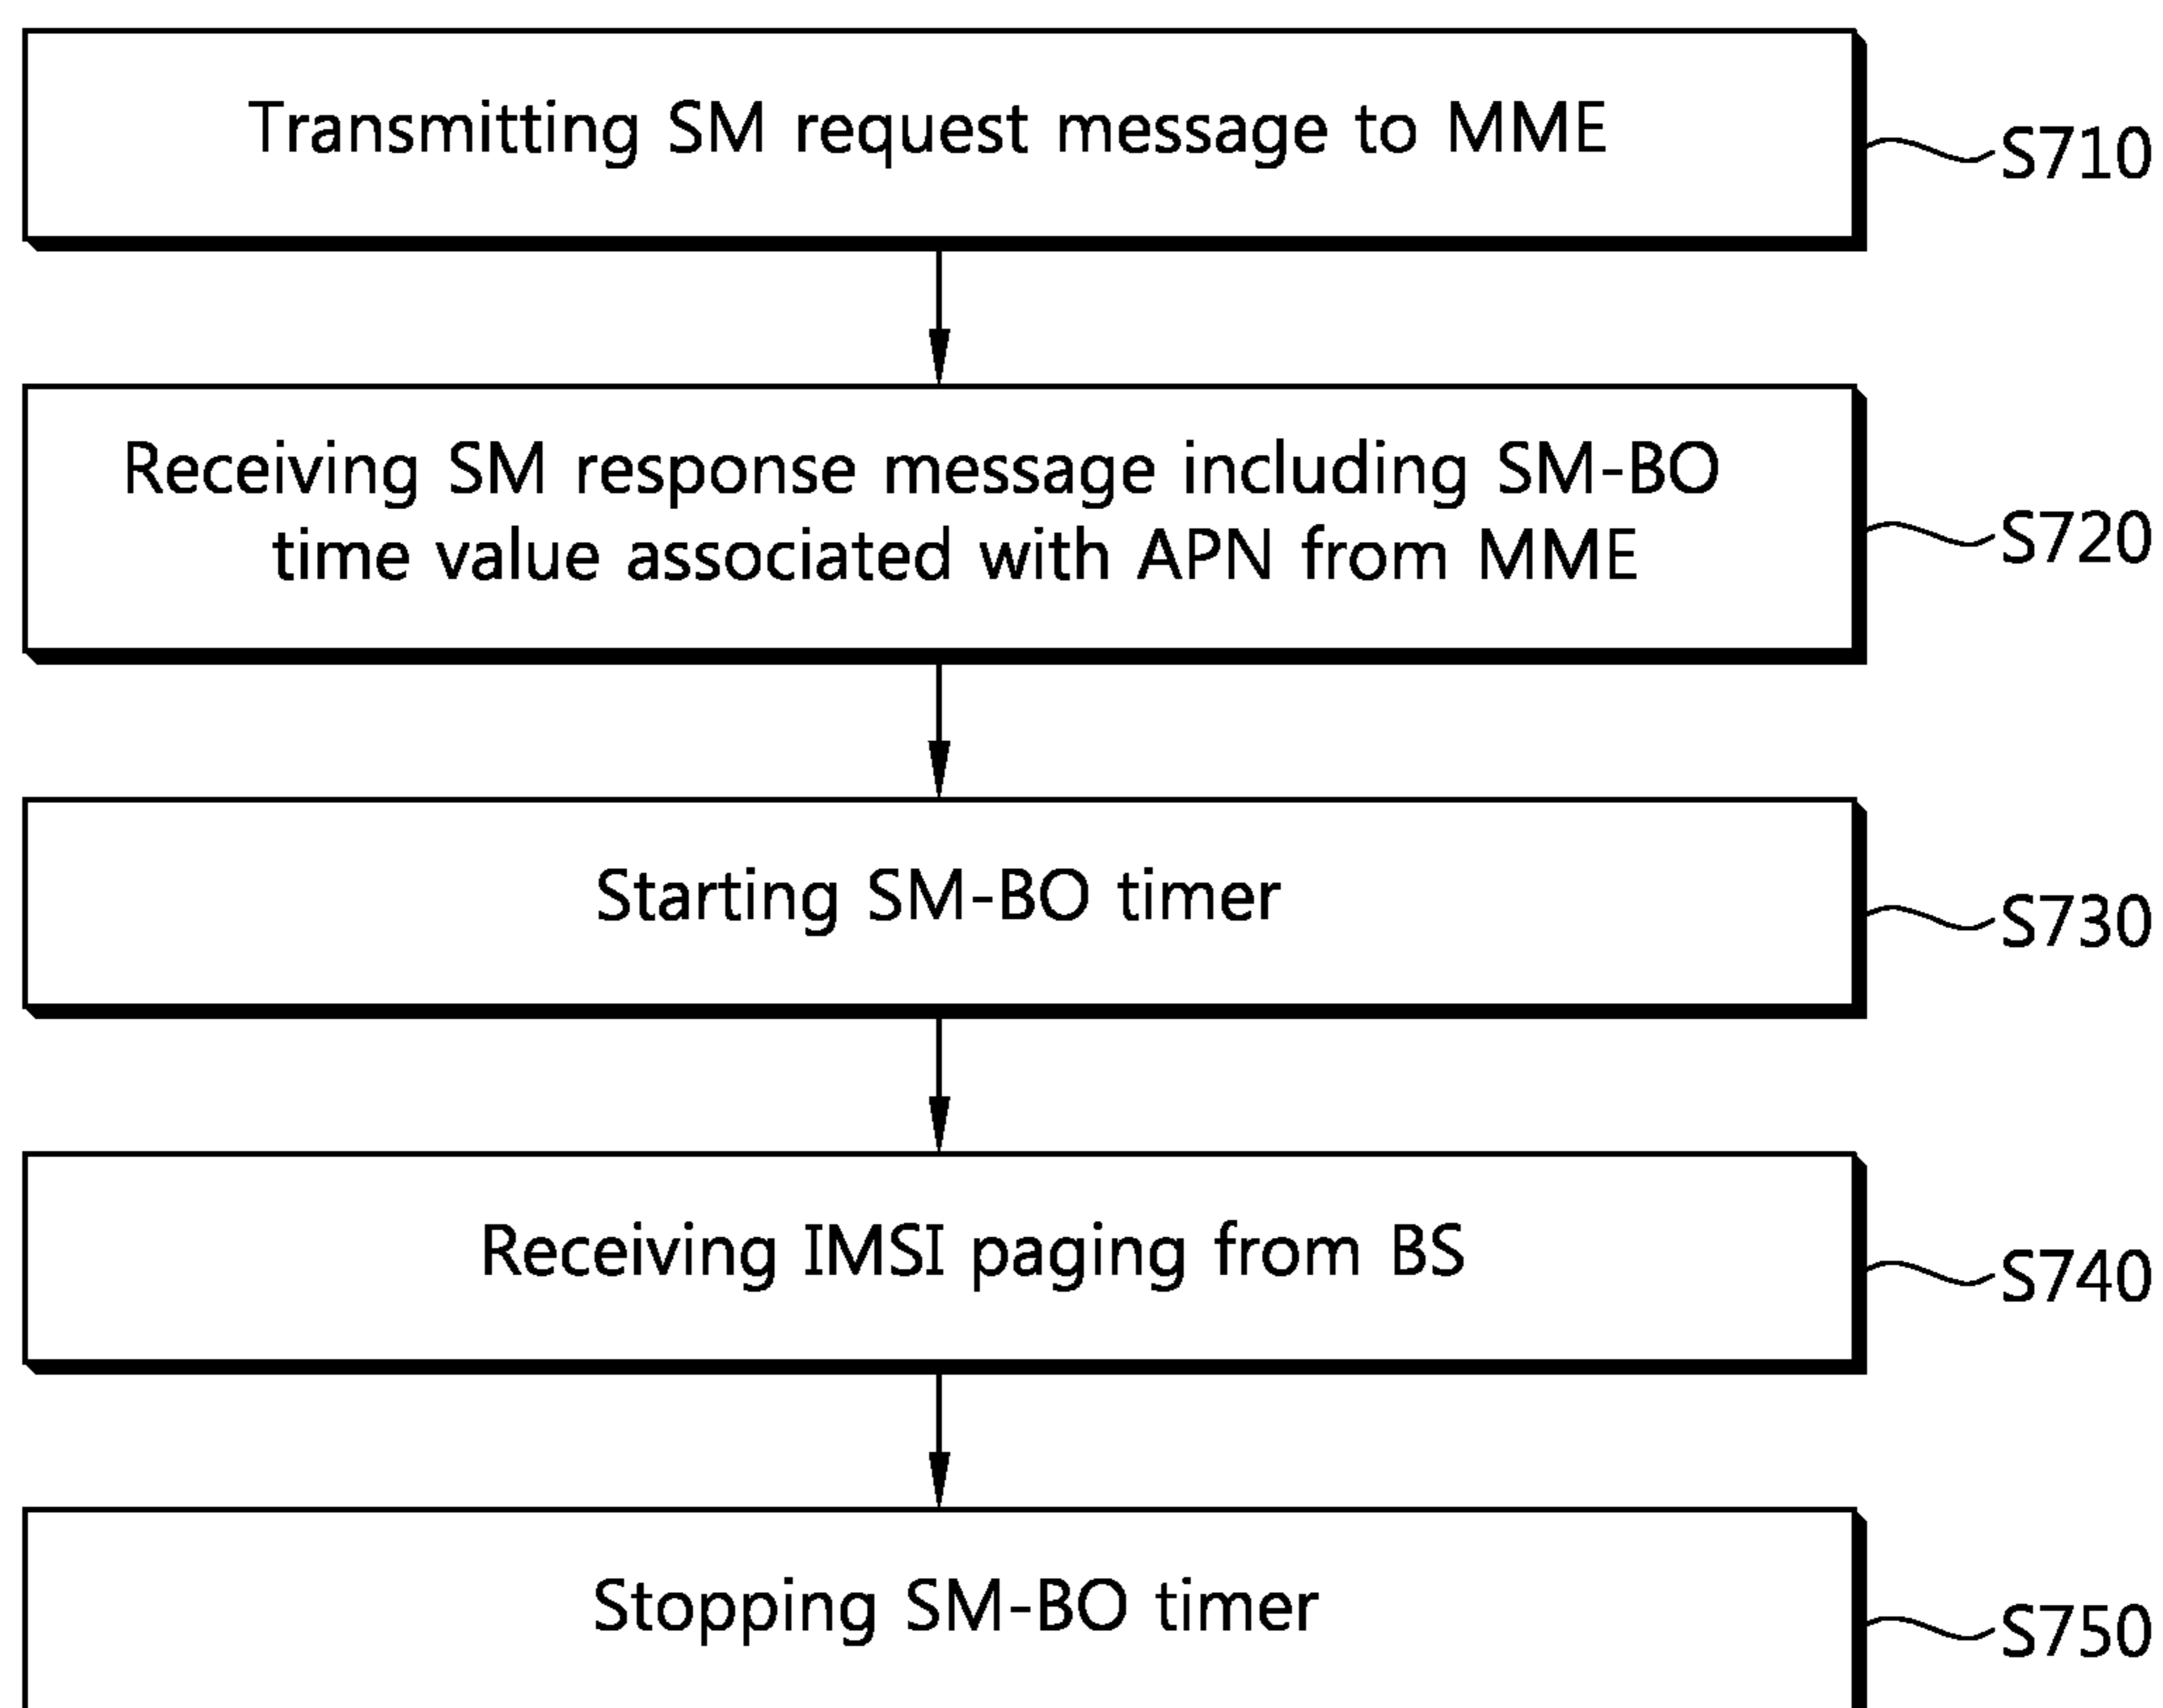 Transmitting SM request message to MME
S710
Receiving SM response message including SM-BO
time value associated with APN from MME
S720
Starting SM-BO timer
S730
Receiving IMSI paging from BS
S740
Stopping SM-BO timer
S750